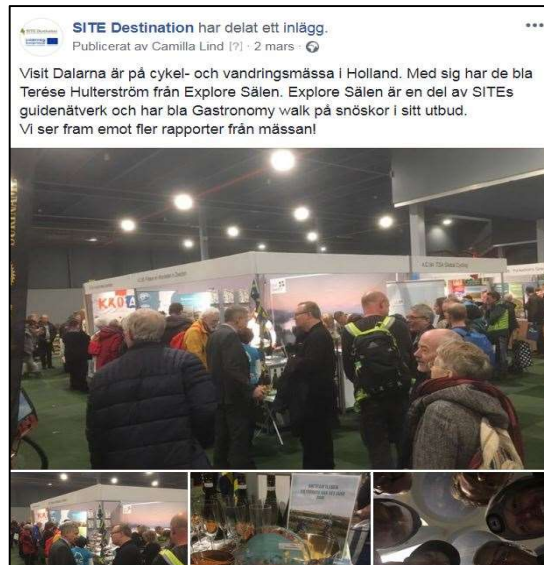 SITE Destination har delat ett inlägg.
Publicerat av Camilla Lind [?] · 2 mars ·
Visit Dalarna är på cykel- och vandringsmässa i Holland. Med sig har de bla
Terése Hulterström från Explore Sälen. Explore Sälen är en del av SITEs
guidenätverk och har bla Gastronomy walk på snöskor i sitt utbud.
Vi ser fram emot fler rapporter från mässan!